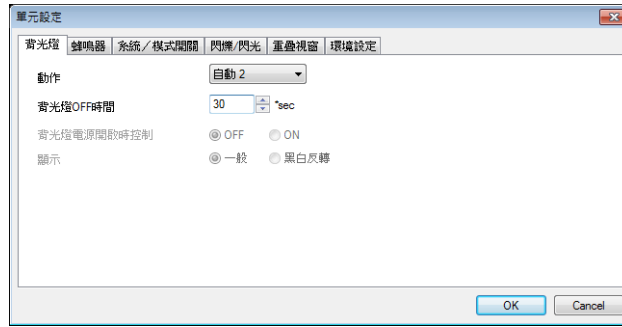 單元設定
背光燈 蜂鳴器 系統／模式開關 閃爍/閃光 重疊視窗 環境設定
動作 自動 2
背光燈OFF時間 30 *sec
背光燈電源開啟時控制 OFF ON
顯示 一般 黑白反轉
OK Cancel